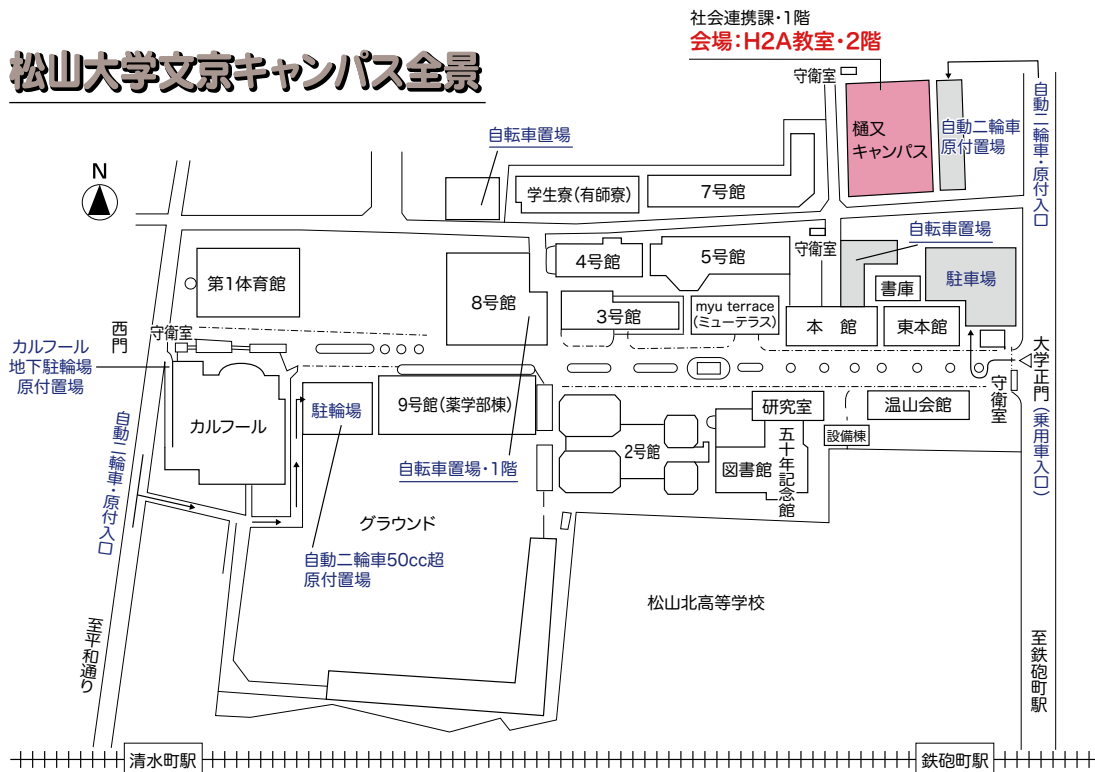 社会連携課・1階
会場：H2A教室・2階
松山大学文京キャンパス全景
守衛室
樋又
キャンパス
自動二輪車
原付置場
自動二輪車・原付入口
自転車置場
N
学生寮（有師寮）
7号館
自転車置場
守衛室
4号館
5号館
第1体育館
8号館
書庫
駐車場
3号館
myu terrace
（ミューテラス）
本　館
東本館
西門
守衛室
カルフール
地下駐輪場
原付置場
大学正門（乗用車入口）
守衛室
カルフール
駐輪場
9号館（薬学部棟）
研究室
温山会館
設備棟
2号館
図書館
五十年記念館
自転車置場・1階
自動二輪車・原付入口
グラウンド
自動二輪車50cc超
原付置場
松山北高等学校
至平和通り
至鉄砲町駅
清水町駅
鉄砲町駅